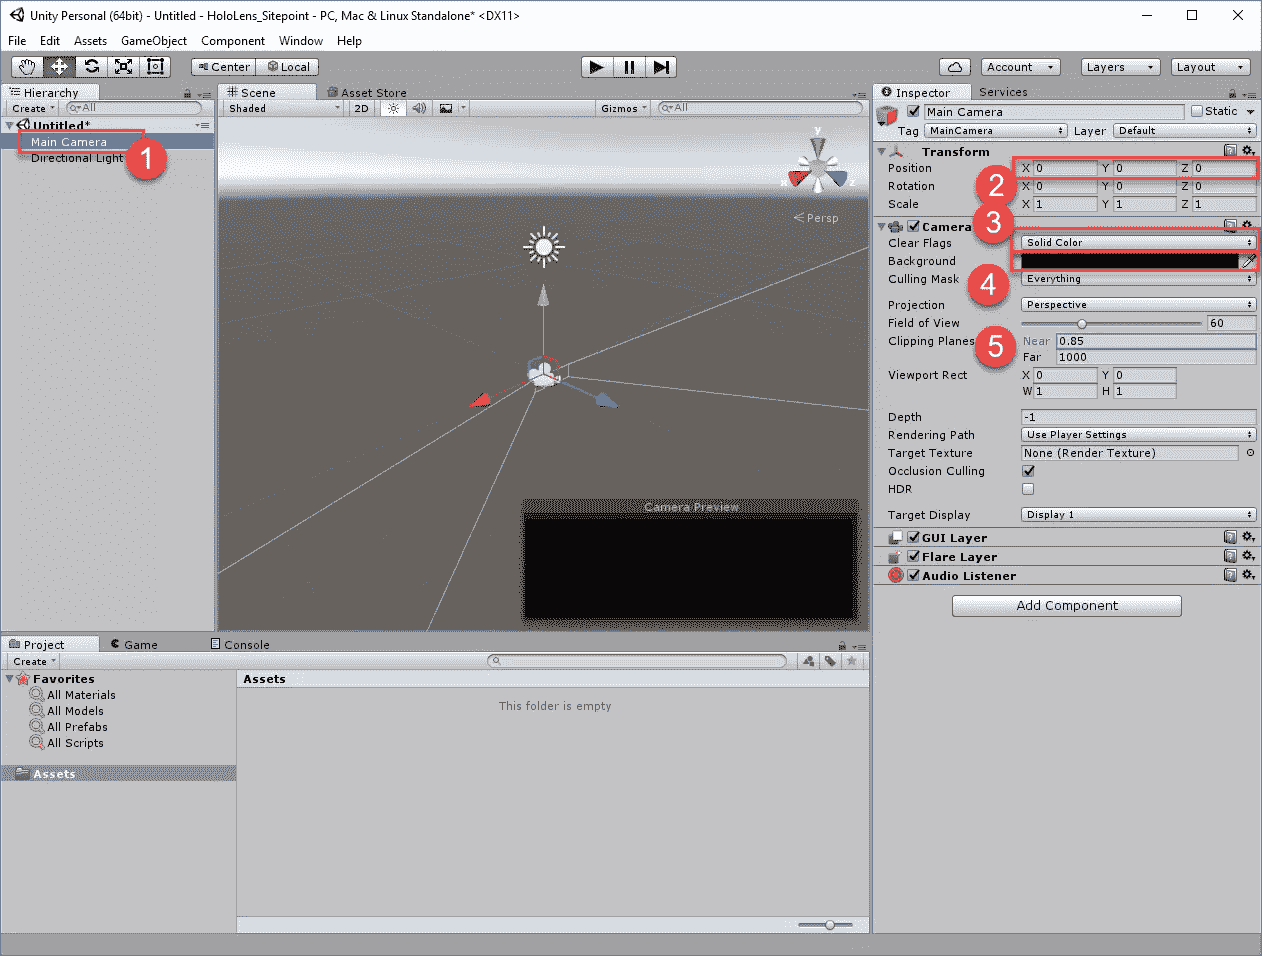 Unity Personal (64bit) - Untitled - HoloLens_Sitepoint - PC, Mac & Linux Standalone* <DX11>
File Edit Assets GameObject Component Window Help
Center Local Account Layers Layout
Hierarchy
Create All
Untitled*
Main Camera
Directional Light
1
Scene Asset Store
Shaded 2D Gizmos All
y
x z
Persp
Camera Preview
Inspector Services
Main Camera Static
Tag MainCamera Layer Default
Transform
Position X 0 Y 0 Z 0
2
Rotation X 0 Y 0 Z 0
Scale X 1 Y 1 Z 1
3
Camera
Clear Flags Solid Color
Background
4
Culling Mask Everything
Projection Perspective
Field of View 60
Clipping Planes Near 0.85
5
Far 1000
Viewport Rect X 0 Y 0
W 1 H 1
Depth -1
Rendering Path Use Player Settings
Target Texture None (Render Texture)
Occlusion Culling
HDR
Target Display Display 1
GUI Layer
Flare Layer
Audio Listener
Add Component
Project Game Console
Create
Favorites
All Materials
All Models
All Prefabs
All Scripts
Assets
Assets
This folder is empty